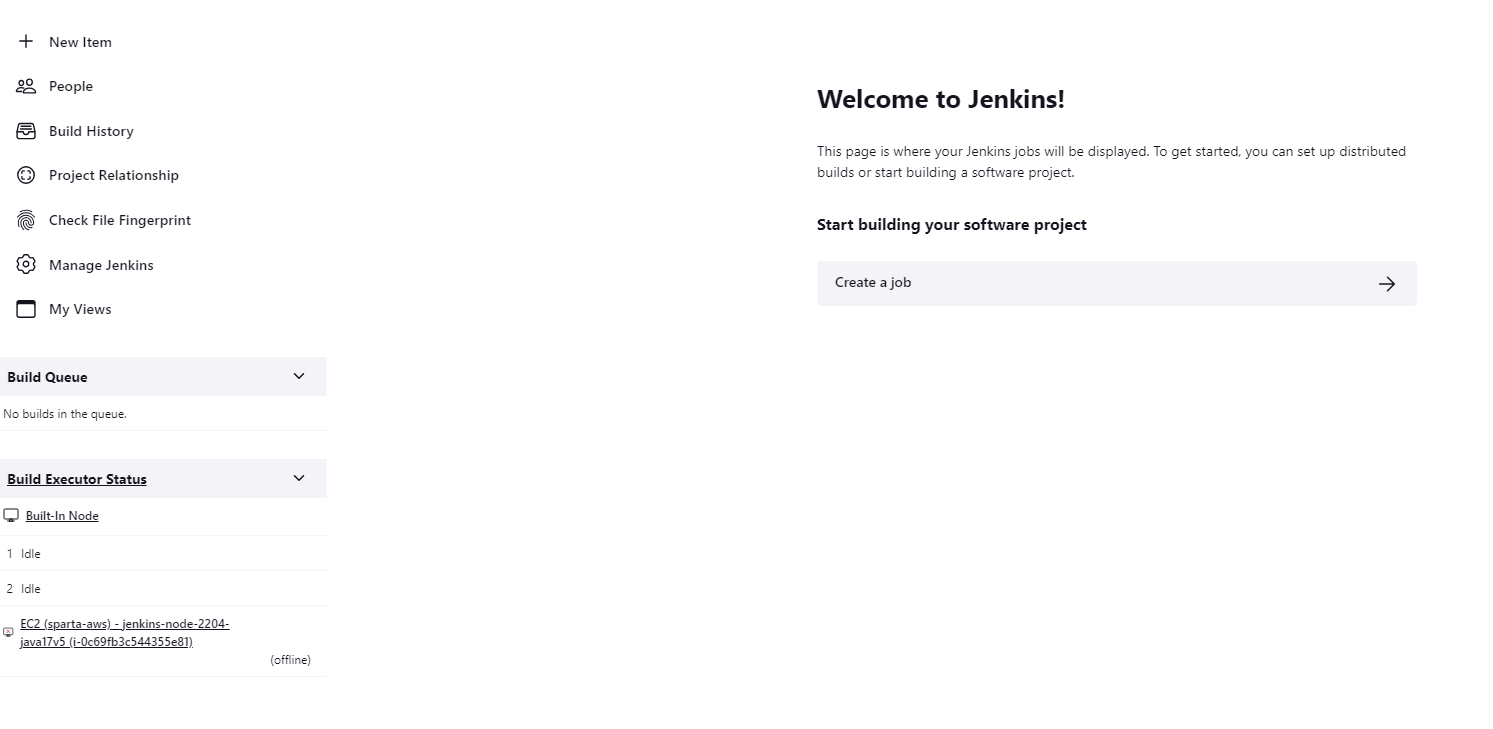 New Item
People
Build History
Project Relationship
Check File Fingerprint
Manage Jenkins
My Views
Build Queue
No builds in the queue.
Build Executor Status
Built-In Node
1 Idle
2 Idle
EC2 (sparta-aws) - jenkins-node-2204-
java17v5 (i-0c69fb3c544355e81)
(offline)
Welcome to Jenkins!
This page is where your Jenkins jobs will be displayed. To get started, you can set up distributed
builds or start building a software project.
Start building your software project
Create a job